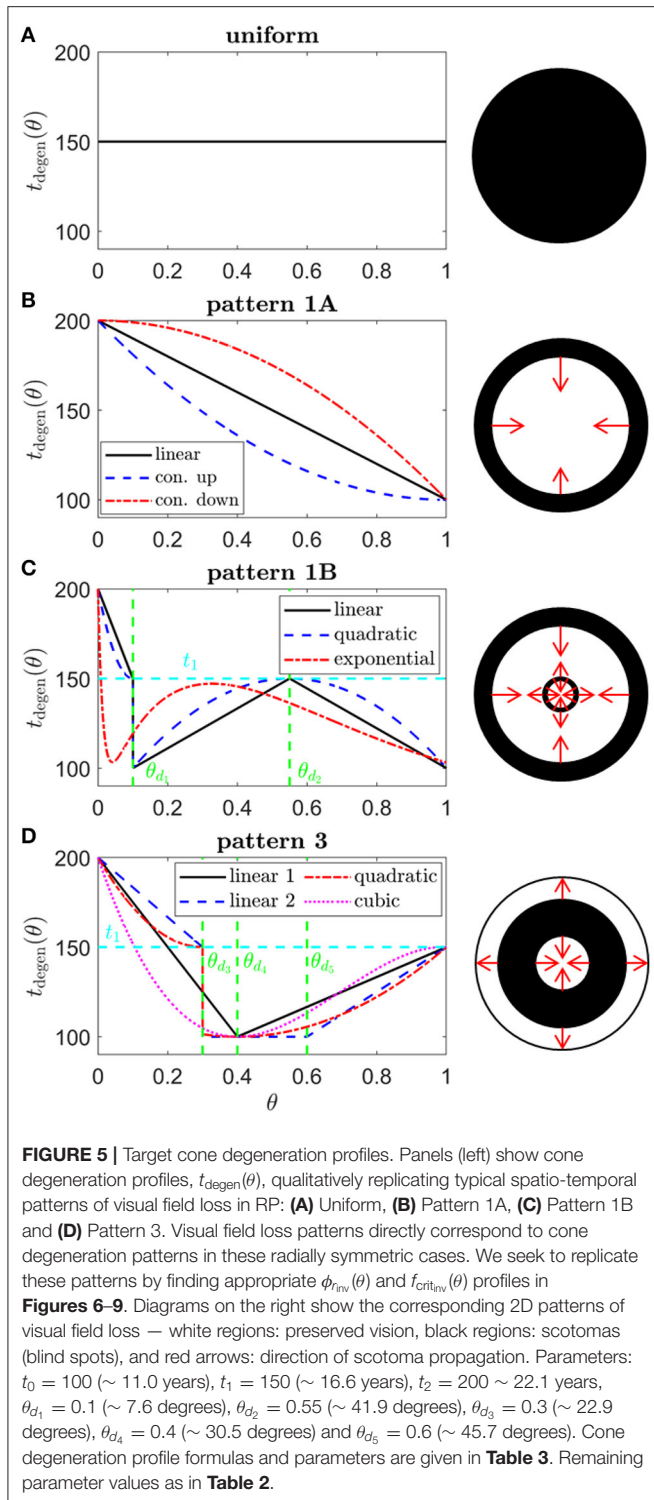 A
uniform
200
150
100
t_degen(θ)
0
0.2
0.4
0.6
0.8
1
B
pattern 1A
200
150
100
t_degen(θ)
linear
con. up
con. down
0
0.2
0.4
0.6
0.8
1
C
pattern 1B
200
150
100
t_degen(θ)
linear
quadratic
exponential
t₁
θ_d₁
θ_d₂
0
0.2
0.4
0.6
0.8
1
D
pattern 3
200
150
100
t_degen(θ)
linear 1
linear 2
quadratic
cubic
t₁
θ_d₃
θ_d₄
θ_d₅
0
0.2
0.4
0.6
0.8
1
θ
FIGURE 5 | Target cone degeneration profiles. Panels (left) show cone
degeneration profiles, t_degen(θ), qualitatively replicating typical spatio-temporal
patterns of visual field loss in RP: (A) Uniform, (B) Pattern 1A, (C) Pattern 1B
and (D) Pattern 3. Visual field loss patterns directly correspond to cone
degeneration patterns in these radially symmetric cases. We seek to replicate
these patterns by finding appropriate ϕ_r_inv(θ) and f_crit_inv(θ) profiles in
Figures 6–9. Diagrams on the right show the corresponding 2D patterns of
visual field loss — white regions: preserved vision, black regions: scotomas
(blind spots), and red arrows: direction of scotoma propagation. Parameters:
t₀ = 100 (∼ 11.0 years), t₁ = 150 (∼ 16.6 years), t₂ = 200 ∼ 22.1 years,
θ_d₁ = 0.1 (∼ 7.6 degrees), θ_d₂ = 0.55 (∼ 41.9 degrees), θ_d₃ = 0.3 (∼ 22.9
degrees), θ_d₄ = 0.4 (∼ 30.5 degrees) and θ_d₅ = 0.6 (∼ 45.7 degrees). Cone
degeneration profile formulas and parameters are given in Table 3. Remaining
parameter values as in Table 2.